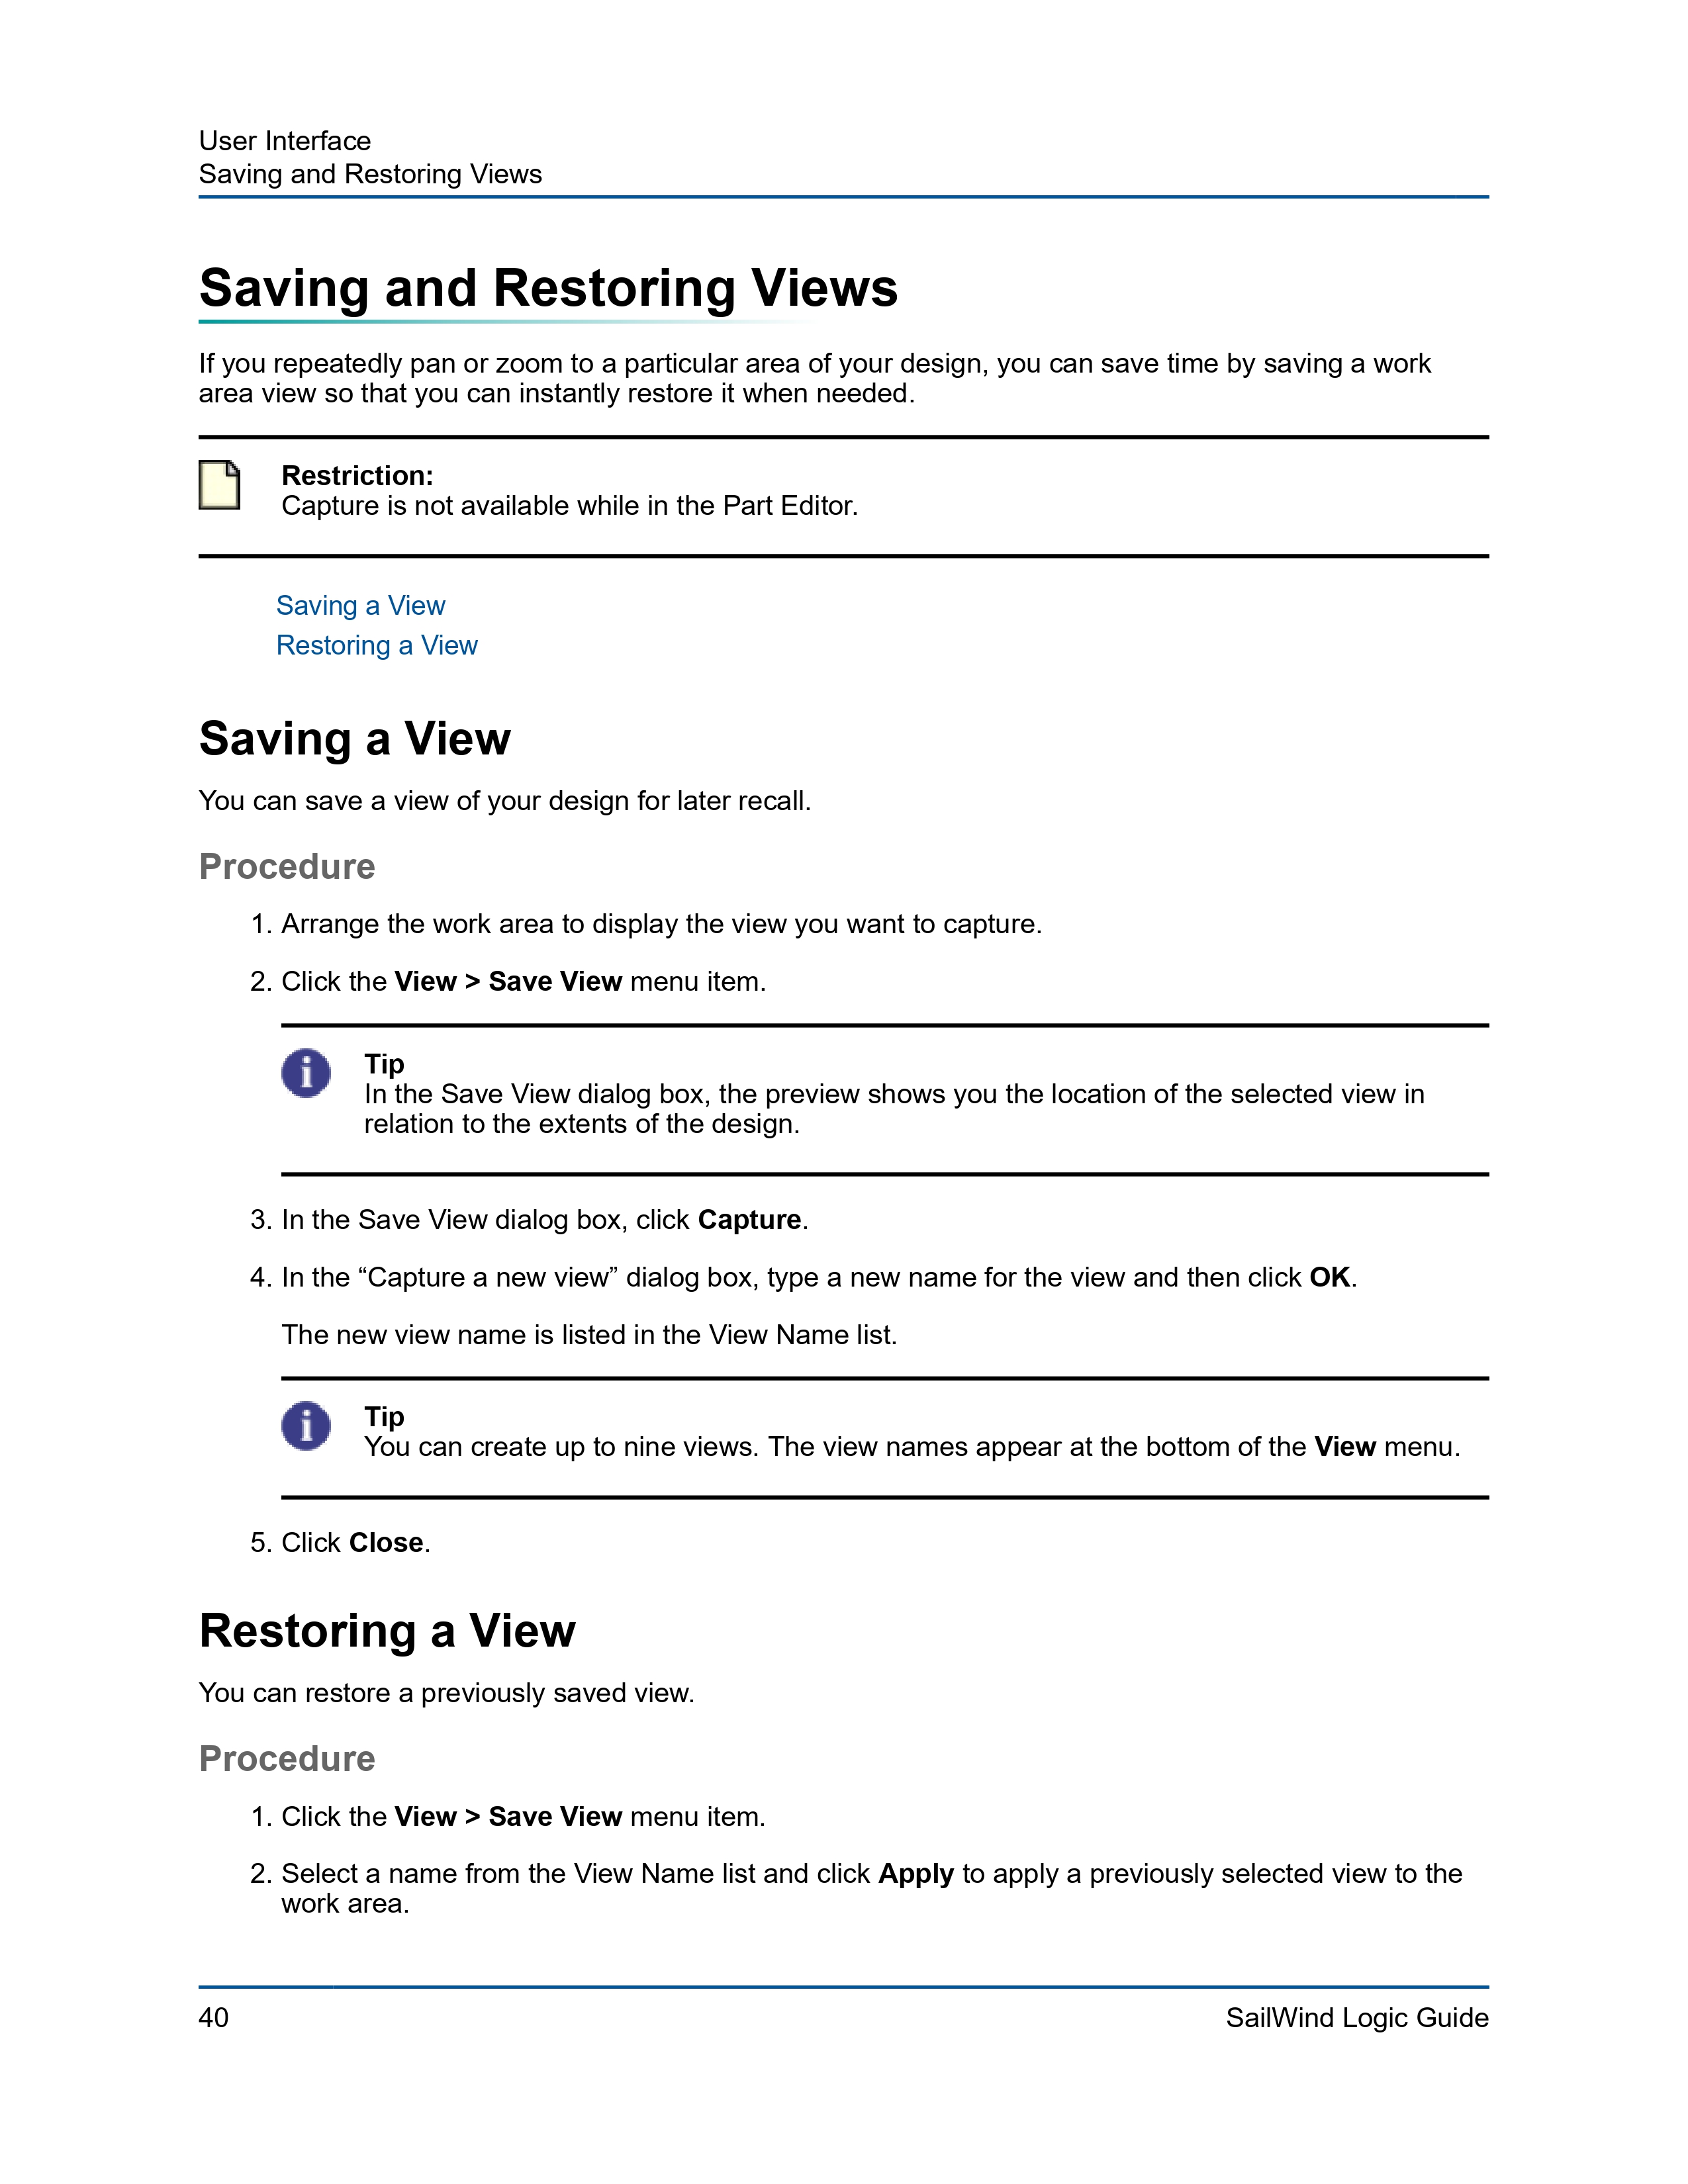 User Interface
Saving and Restoring Views
Saving and Restoring Views
If you repeatedly pan or zoom to a particular area of your design, you can save time by saving a work
area view so that you can instantly restore it when needed.
Restriction:
Capture is not available while in the Part Editor.
Saving a View
Restoring a View
Saving a View
You can save a view of your design for later recall.
Procedure
1. Arrange the work area to display the view you want to capture.
2. Click the View > Save View menu item.
Tip
In the Save View dialog box, the preview shows you the location of the selected view in
relation to the extents of the design.
3. In the Save View dialog box, click Capture.
4. In the “Capture a new view” dialog box, type a new name for the view and then click OK.
The new view name is listed in the View Name list.
Tip
You can create up to nine views. The view names appear at the bottom of the View menu.
5. Click Close.
Restoring a View
You can restore a previously saved view.
Procedure
1. Click the View > Save View menu item.
2. Select a name from the View Name list and click Apply to apply a previously selected view to the
work area.
40
SailWind Logic Guide